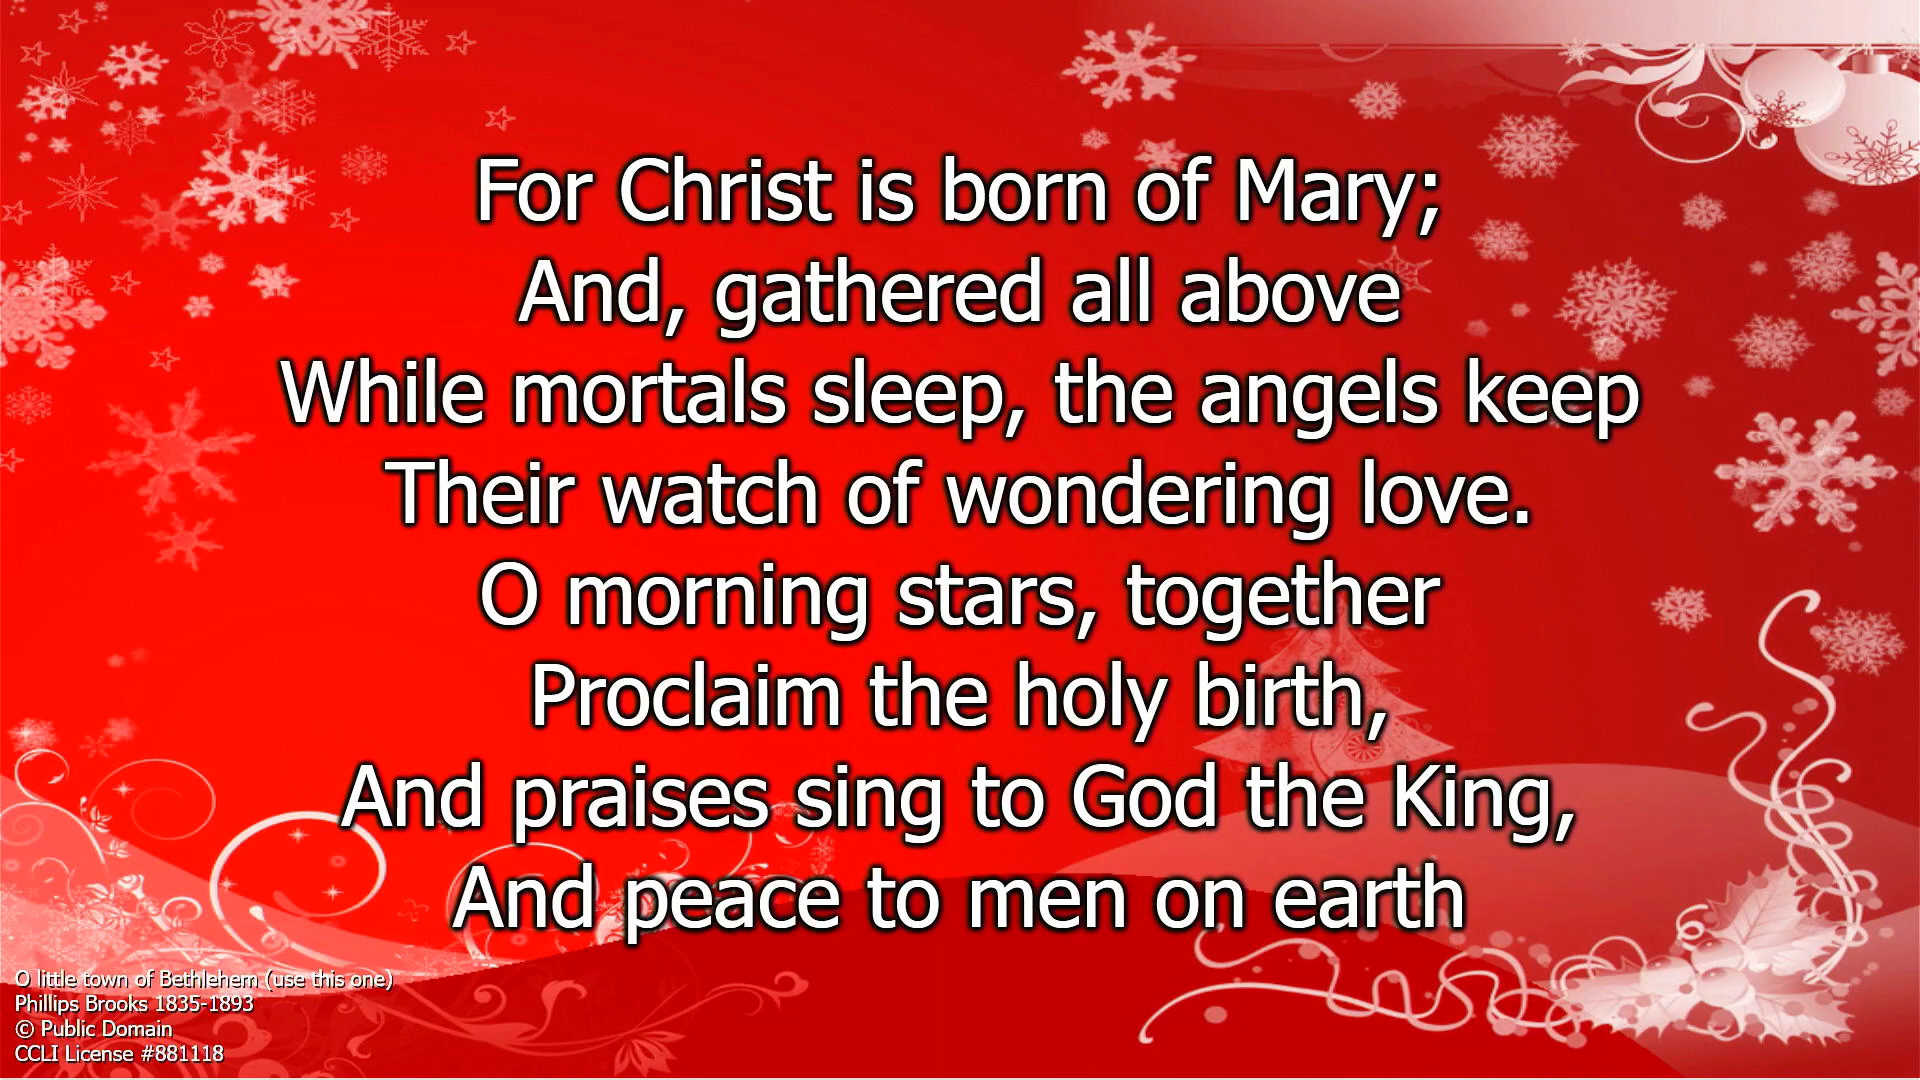 For Christ is born of Mary;
And, gathered all above
While mortals sleep, the angels keep
Their watch of wondering love.
O morning stars, together
Proclaim the holy birth,
And praises sing to God the King,
And peace to men on earth
O little town of Bethlehem (use this one)
Phillips Brooks 1835-1893
© Public Domain
CCLI License #881118